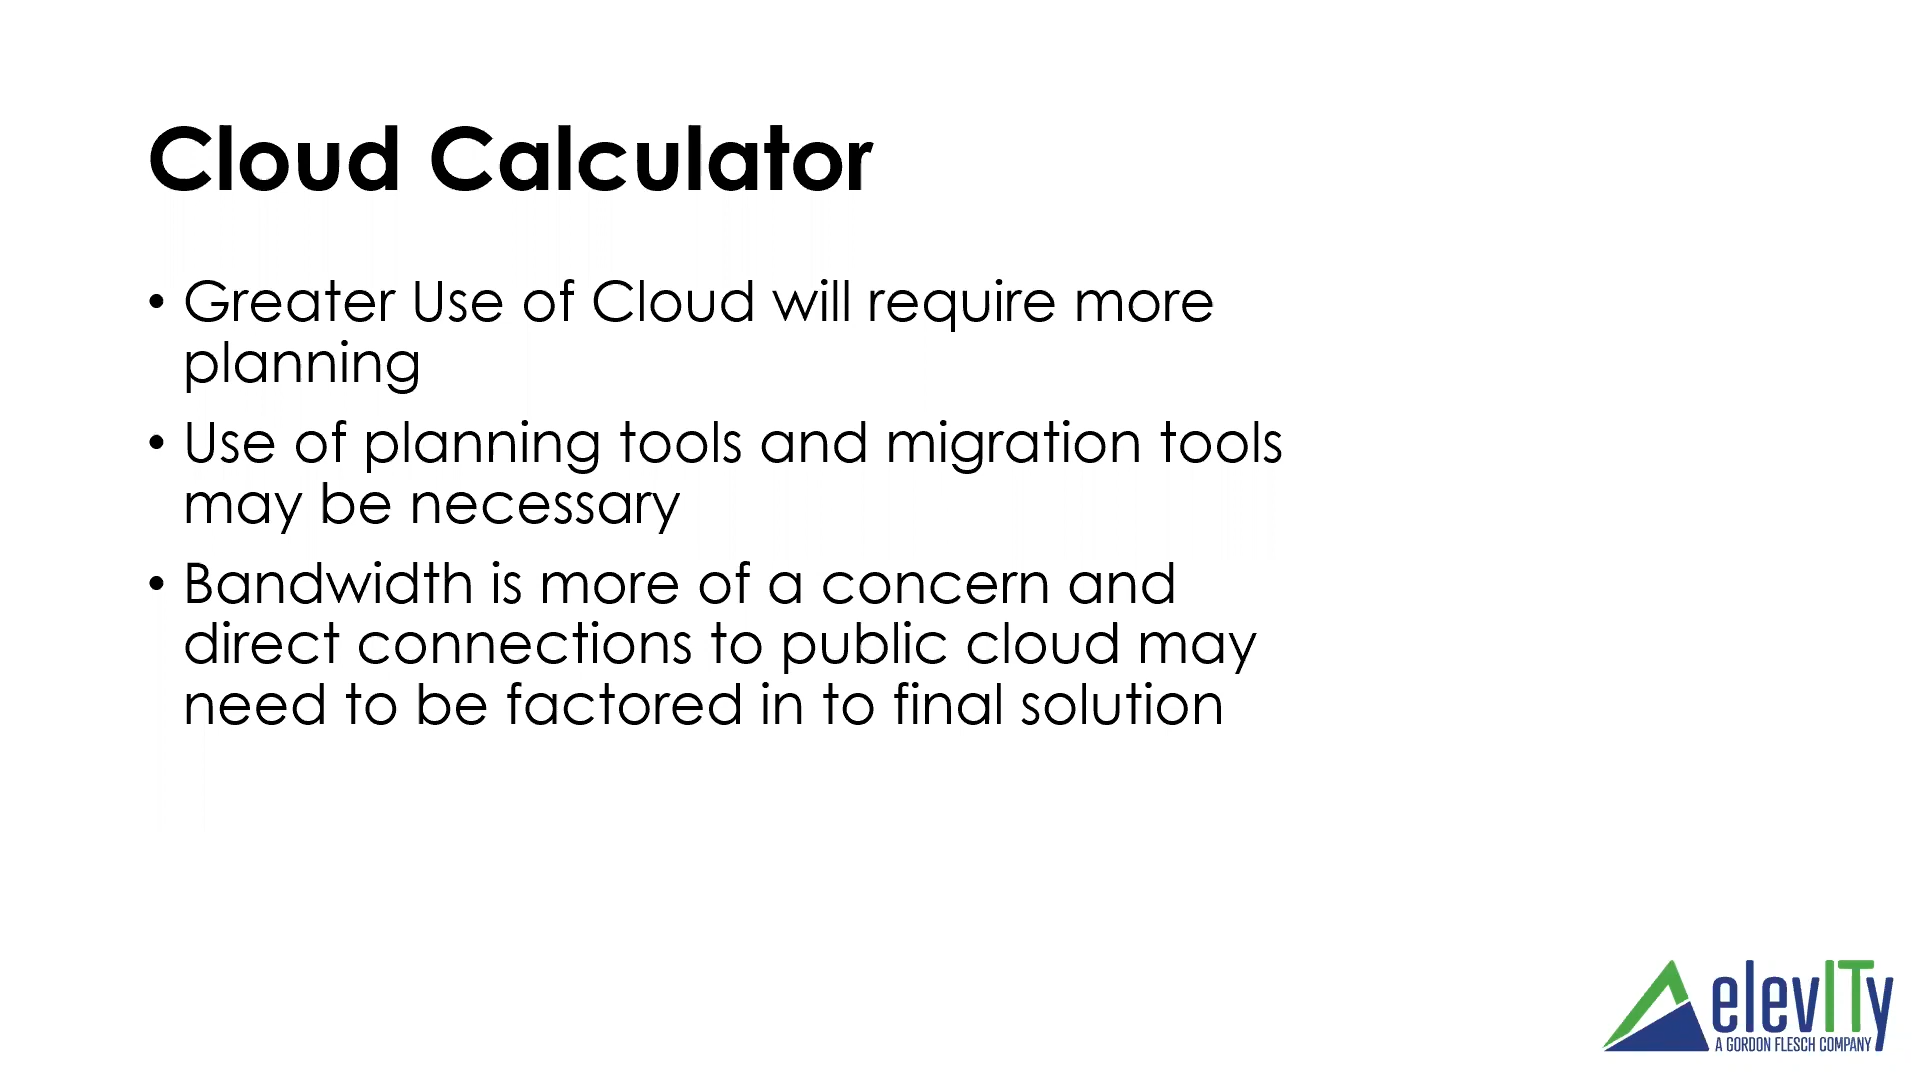 Cloud Calculator
• Greater Use of Cloud will require more
planning
• Use of planning tools and migration tools
may be necessary
• Bandwidth is more of a concern and
direct connections to public cloud may
need to be factored in to final solution
elevITy
A GORDON FLESCH COMPANY